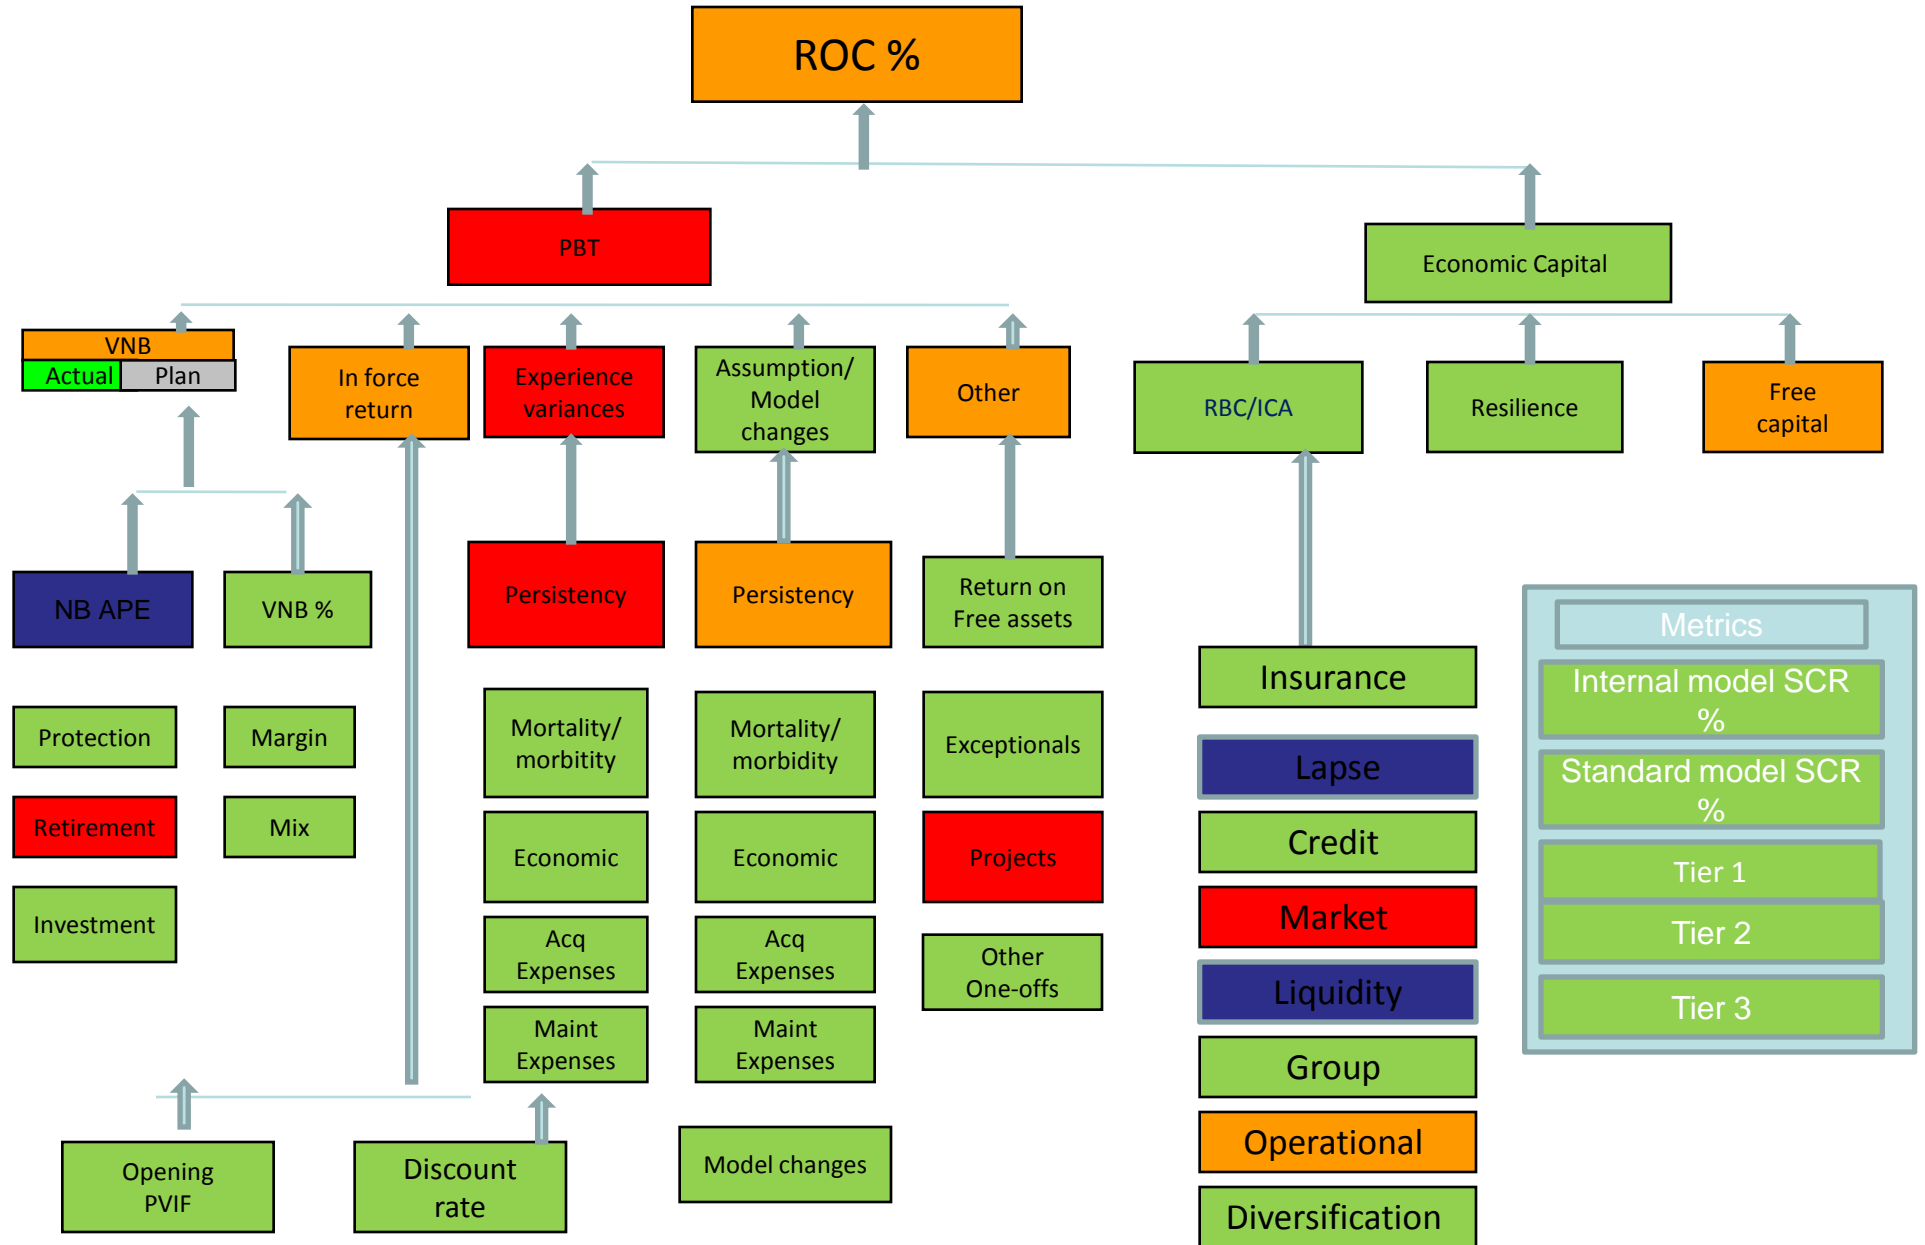 ROC %
PBT
Economic Capital
VNB
Actual
Plan
In force
return
Experience
variances
Assumption/
Model
changes
Other
RBC/ICA
Resilience
Free
capital
NB APE
VNB %
Persistency
Persistency
Return on
Free assets
Protection
Margin
Retirement
Mix
Investment
Mortality/
morbitity
Economic
Acq
Expenses
Maint
Expenses
Mortality/
morbidity
Economic
Acq
Expenses
Maint
Expenses
Model changes
Exceptionals
Projects
Other
One-offs
Opening
PVIF
Discount
rate
Insurance
Lapse
Credit
Market
Liquidity
Group
Operational
Diversification
Metrics
Internal model SCR
%
Standard model SCR
%
Tier 1
Tier 2
Tier 3